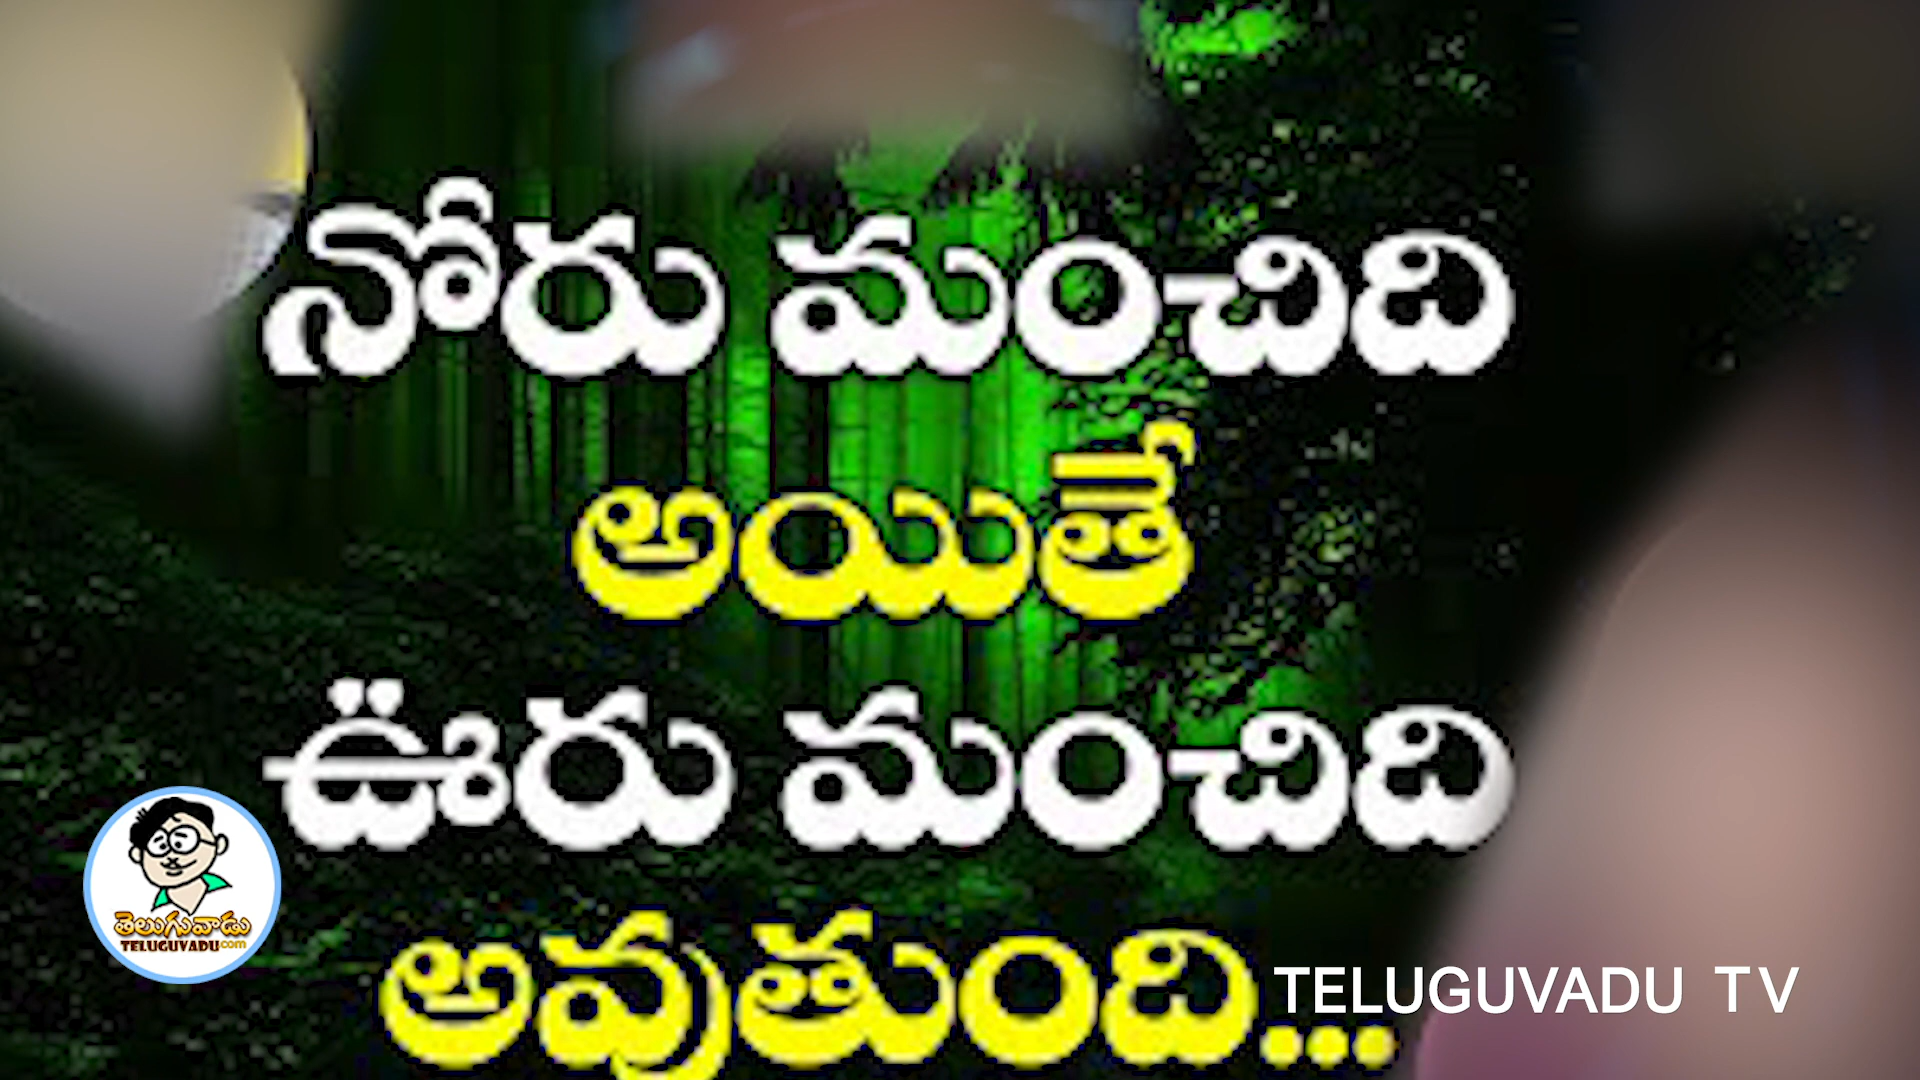 నోరు మంచిది
అయితే
ఊరు మంచిది
అవుతుంది...
తెలుగువాడు
TELUGUVADU.com
TELUGUVADU TV